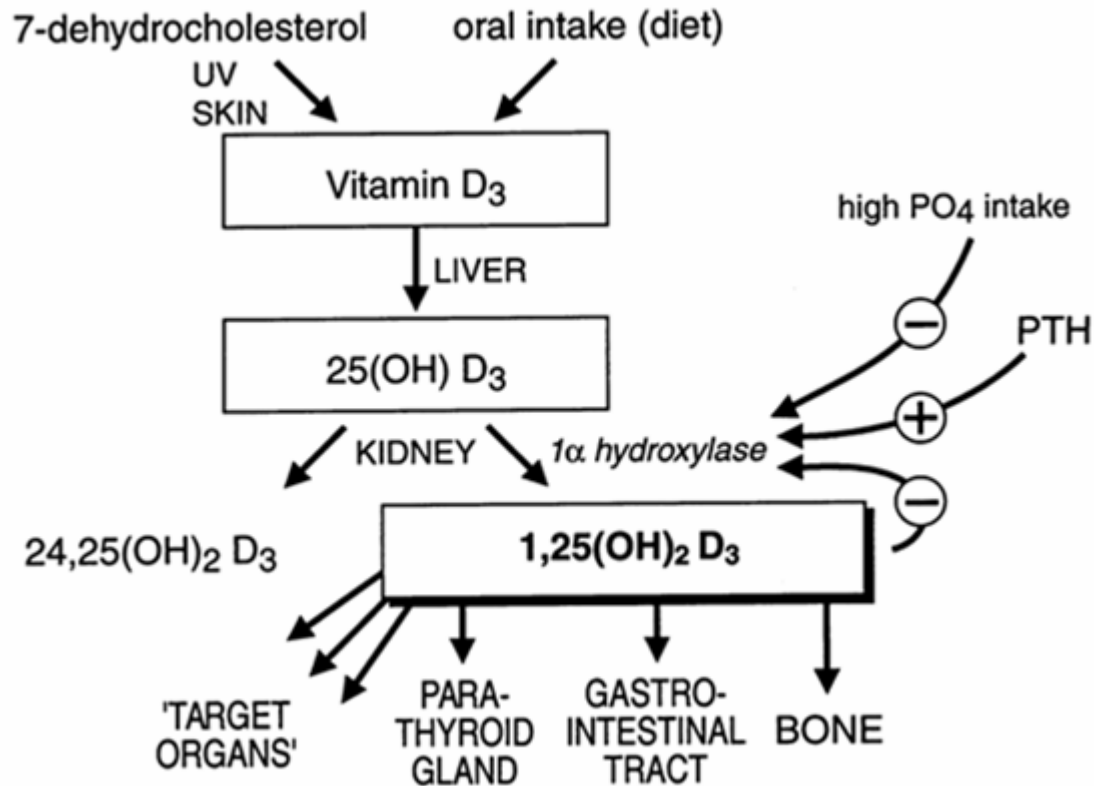 7-dehydrocholesterol
oral intake (diet)
UV
SKIN
Vitamin D3
high PO4 intake
LIVER
−
PTH
25(OH) D3
+
KIDNEY
1α hydroxylase
−
24,25(OH)2 D3
1,25(OH)2 D3
'TARGET
ORGANS'
PARA-
THYROID
GLAND
GASTRO-
INTESTINAL
TRACT
BONE